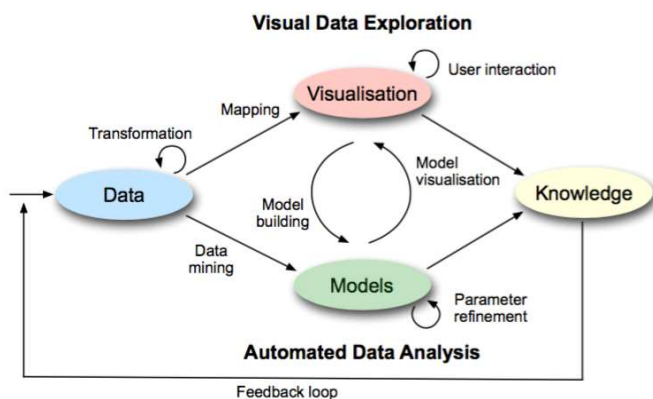 Visual Data Exploration
User interaction
Visualisation
Mapping
Transformation
Data
Model
visualisation
Model
building
Knowledge
Data
mining
Models
Parameter
refinement
Automated Data Analysis
Feedback loop